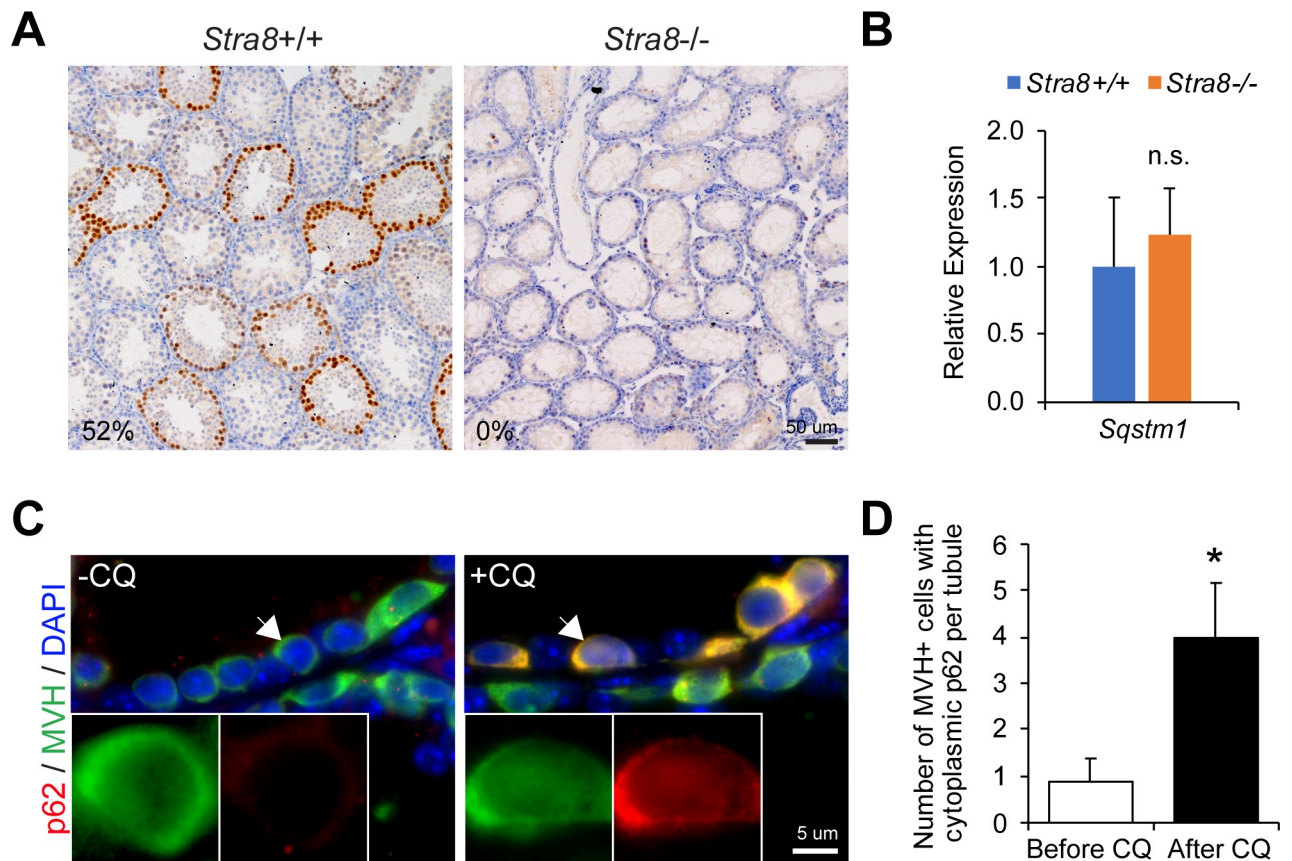 A
Stra8+/+
Stra8-/-
52%
0%
50 um
B
Stra8+/+ Stra8-/-
n.s.
Relative Expression
2.0
1.5
1.0
0.5
0.0
Sqstm1
C
p62 / MVH / DAPI
-CQ
+CQ
5 um
D
Number of MVH+ cells with
cytoplasmic p62 per tubule
6
5
4
3
2
1
0
*
Before CQ After CQ